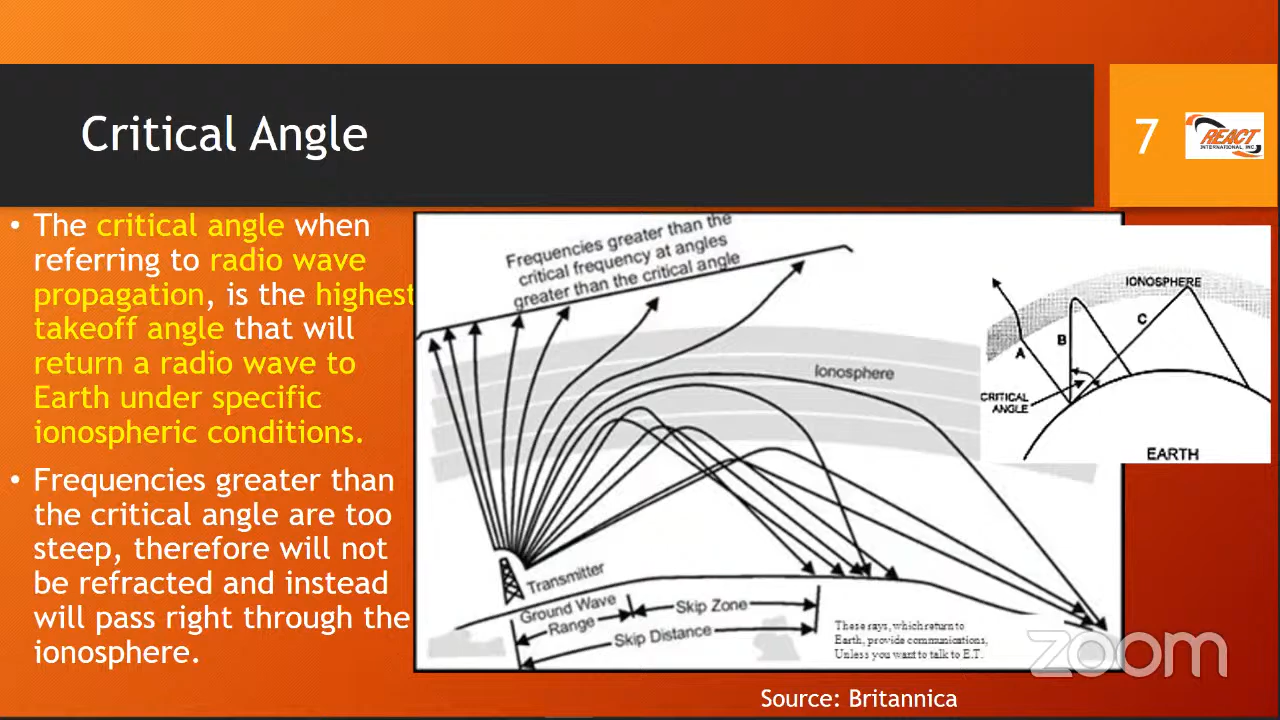 Critical Angle
7
REACT
INTERNATIONAL, INC.
• The critical angle when
referring to radio wave
propagation, is the highest
takeoff angle that will
return a radio wave to
Earth under specific
ionospheric conditions.
• Frequencies greater than
the critical angle are too
steep, therefore will not
be refracted and instead
will pass right through the
ionosphere.
Frequencies greater than the
critical frequency at angles
greater than the critical angle
Ionosphere
Transmitter
Ground Wave
Range
Skip Zone
Skip Distance
These rays, which return to
Earth, provide communications,
Unless you want to talk to E.T.
IONOSPHERE
A
B
C
CRITICAL
ANGLE
EARTH
zoom
Source: Britannica